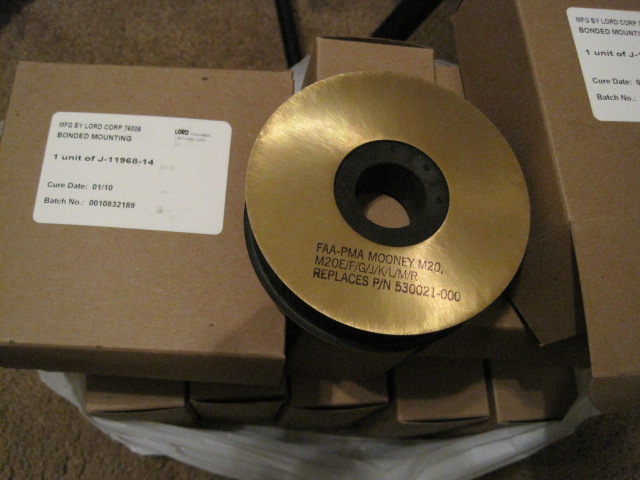 MFG BY LORD CORP 76005
BONDED MOUNTING
LORD
1 unit of J-11968-14
Cure Date: 01/10
Batch No.: 0010832189
FAA-PMA MOONEY M20,
M20E/F/G/J/K/L/M/R
REPLACES P/N 530021-000
MFG BY LORD CORP
BONDED MOUNTING
1 unit of J-
Cure Date:
Batch No.: